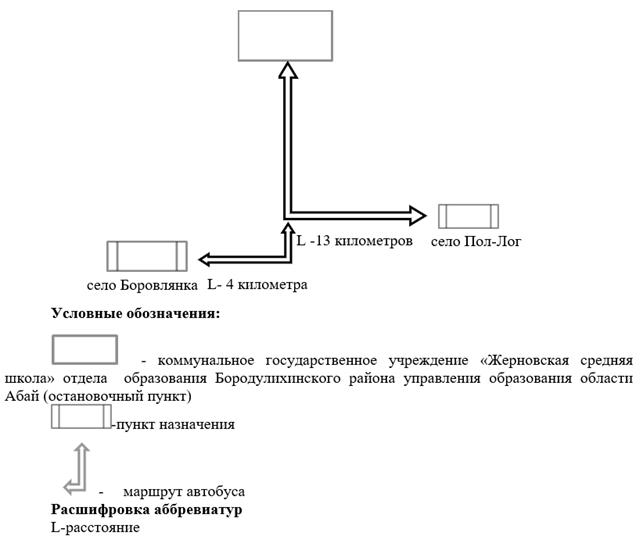 L -13 километров
село Пол-Лог
село Боровлянка
L- 4 километра
Условные обозначения:
- коммунальное государственное учреждение «Жерновская средняя
школа» отдела образования Бородулихинского района управления образования области
Абай (остановочный пункт)
-пункт назначения
- маршрут автобуса
Расшифровка аббревиатур
L-расстояние